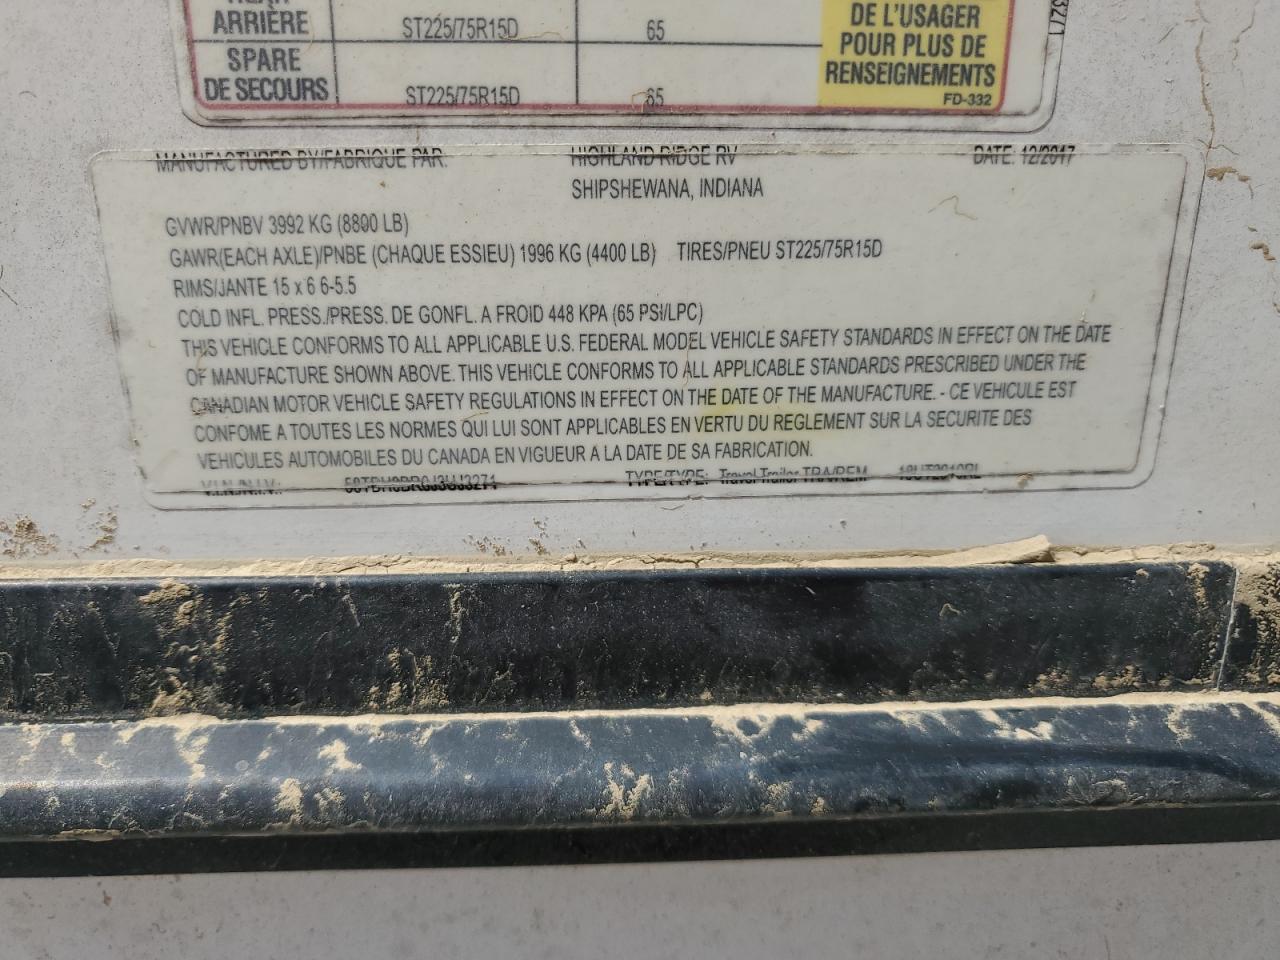 ARRIÈRE ST225/75R15D 65
SPARE
DE SECOURS ST225/75R15D 65
DE L'USAGER
POUR PLUS DE
RENSEIGNEMENTS
FD-332
MANUFACTURED BY/FABRIQUE PAR: HIGHLAND RIDGE RV DATE: 12/2017
SHIPSHEWANA, INDIANA
GVWR/PNBV 3992 KG (8800 LB)
GAWR(EACH AXLE)/PNBE (CHAQUE ESSIEU) 1996 KG (4400 LB) TIRES/PNEU ST225/75R15D
RIMS/JANTE 15 x 6 6-5.5
COLD INFL. PRESS./PRESS. DE GONFL. A FROID 448 KPA (65 PSI/LPC)
THIS VEHICLE CONFORMS TO ALL APPLICABLE U.S. FEDERAL MODEL VEHICLE SAFETY STANDARDS IN EFFECT ON THE DATE
OF MANUFACTURE SHOWN ABOVE. THIS VEHICLE CONFORMS TO ALL APPLICABLE STANDARDS PRESCRIBED UNDER THE
CANADIAN MOTOR VEHICLE SAFETY REGULATIONS IN EFFECT ON THE DATE OF THE MANUFACTURE. - CE VEHICULE EST
CONFOME A TOUTES LES NORMES QUI LUI SONT APPLICABLES EN VERTU DU REGLEMENT SUR LA SECURITE DES
VEHICULES AUTOMOBILES DU CANADA EN VIGUEUR A LA DATE DE SA FABRICATION.
V.I.N./N.I.V.: TYPE/TYPE: Travel Trailer TRA/REM